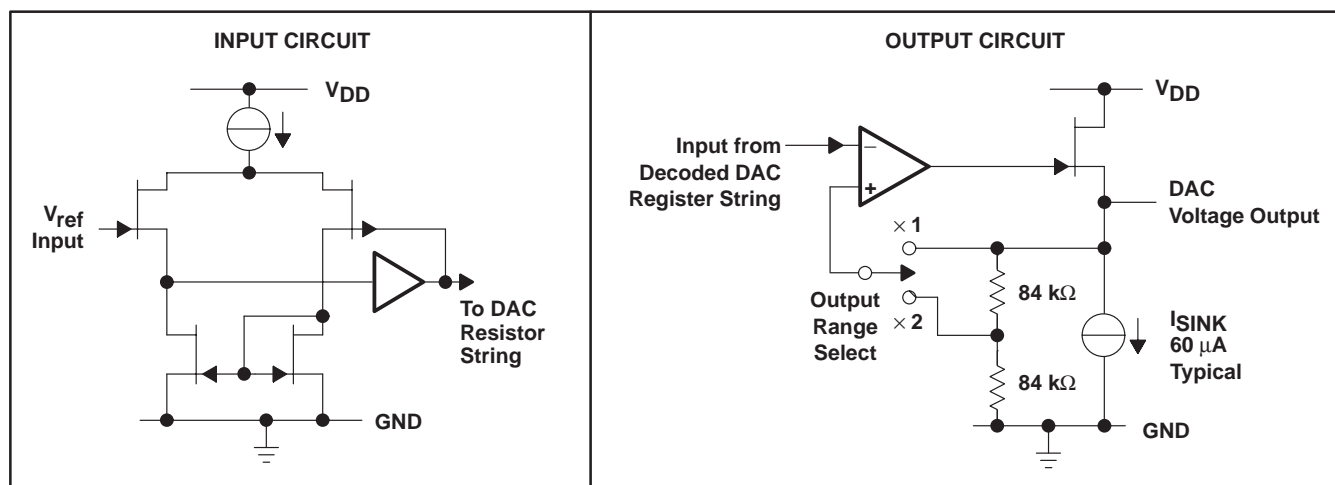 INPUT CIRCUIT
VDD
Vref
Input
To DAC
Resistor
String
GND
OUTPUT CIRCUIT
VDD
Input from
Decoded DAC
Register String
−
+
DAC
Voltage Output
× 1
Output
Range
Select
× 2
84 kΩ
84 kΩ
ISINK
60 μA
Typical
GND